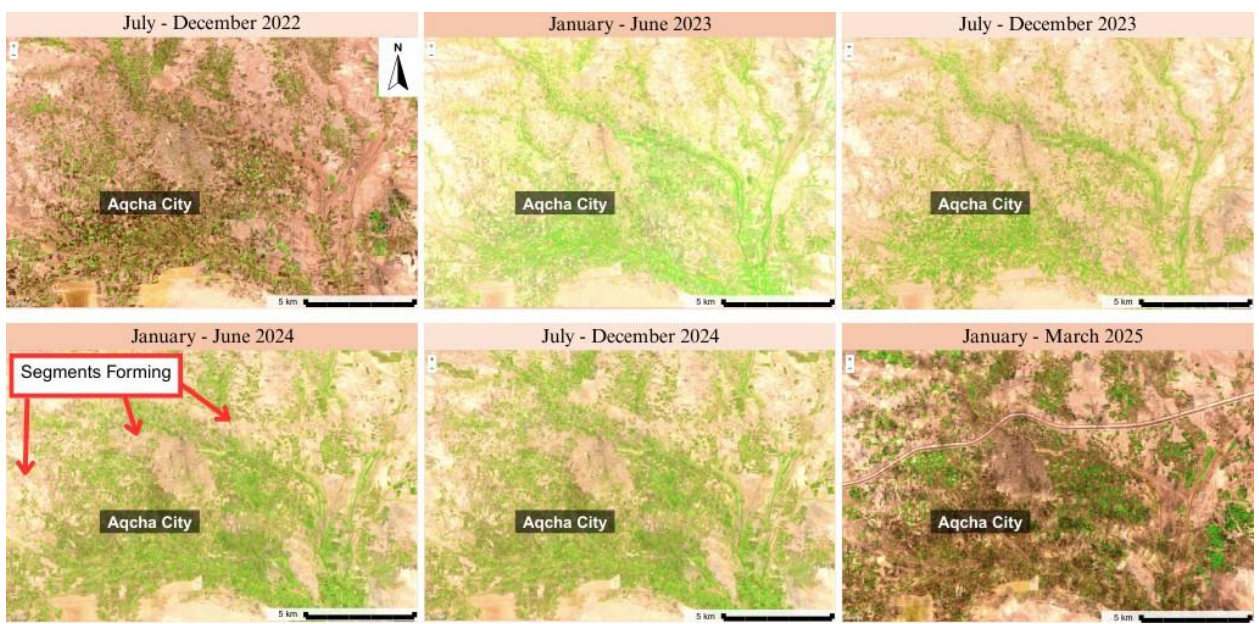 July - December 2022
January - June 2023
July - December 2023
N
Aqcha City
Aqcha City
Aqcha City
5 km
5 km
5 km
January - June 2024
July - December 2024
January - March 2025
Segments Forming
Aqcha City
Aqcha City
Aqcha City
5 km
5 km
5 km